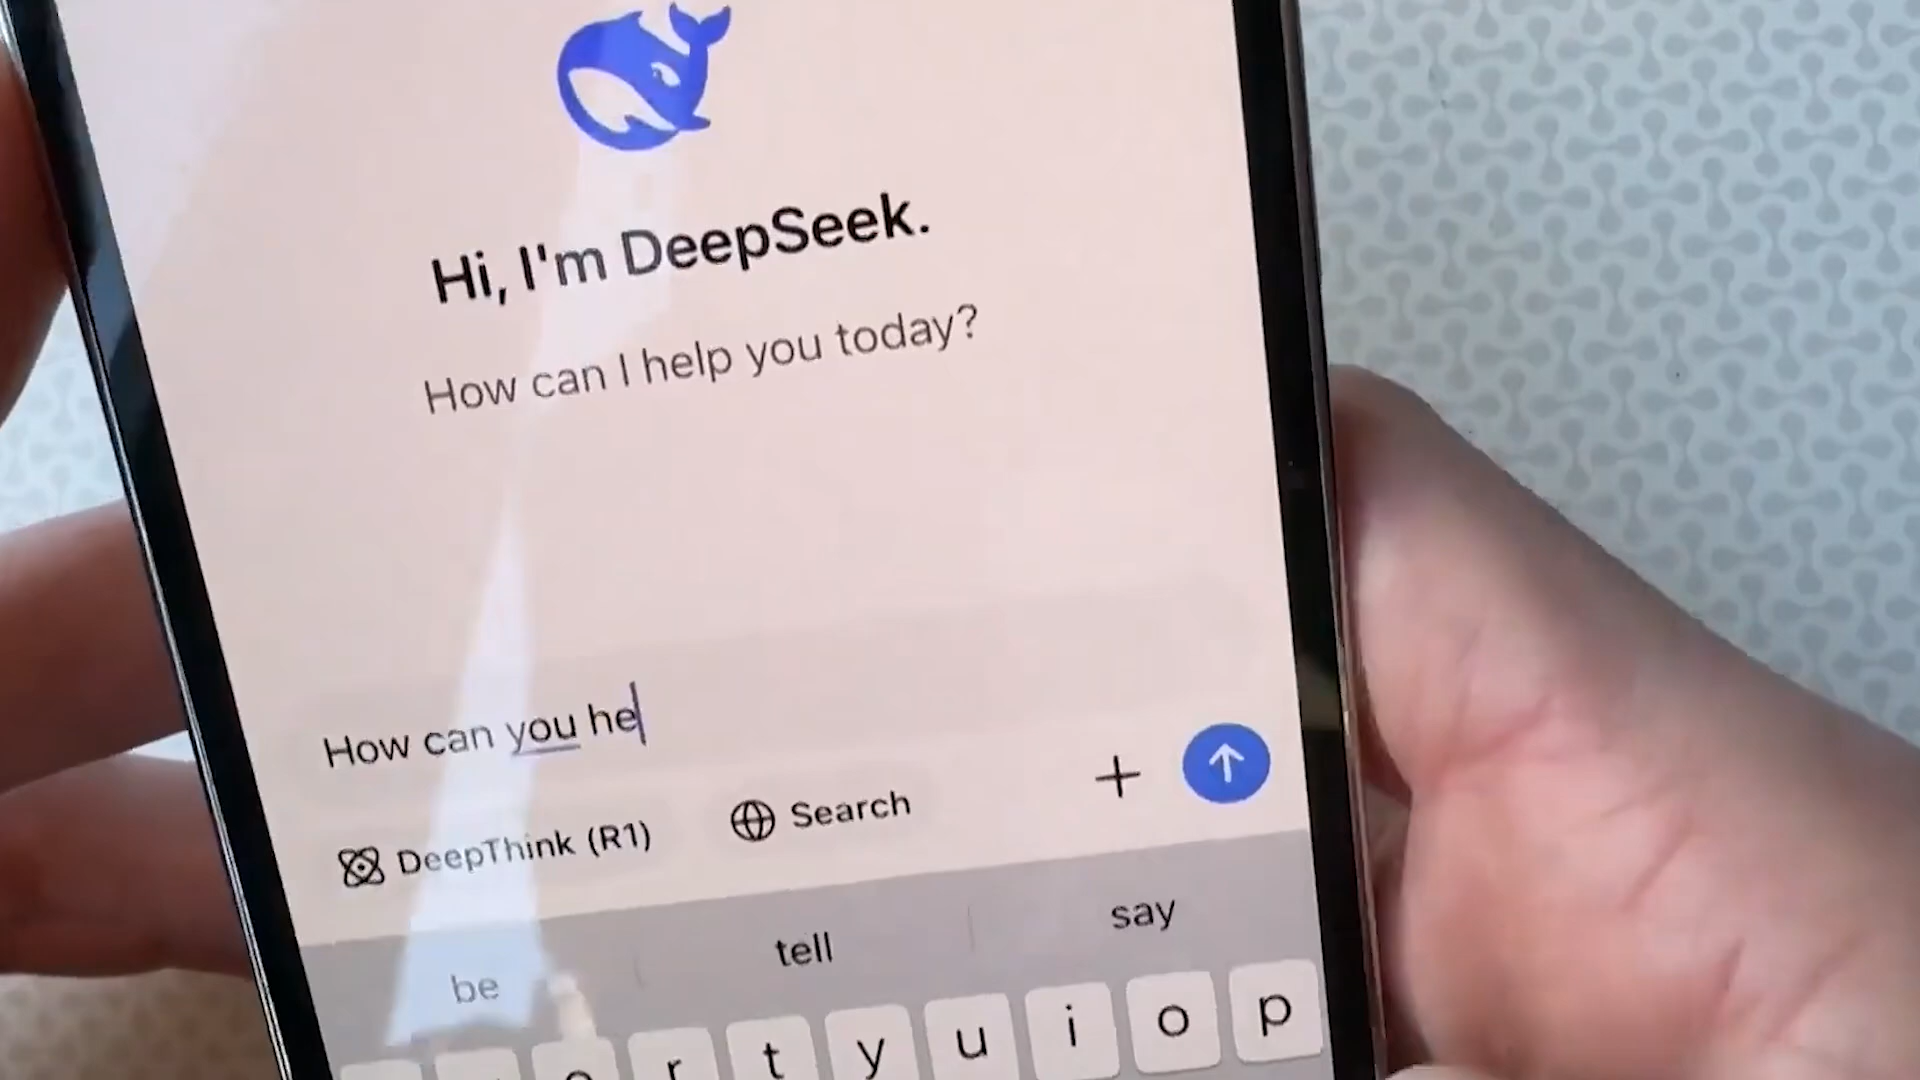 Hi, I'm DeepSeek.
How can I help you today?
How can you he
DeepThink (R1)
Search
be
tell
say
r t y u i o p